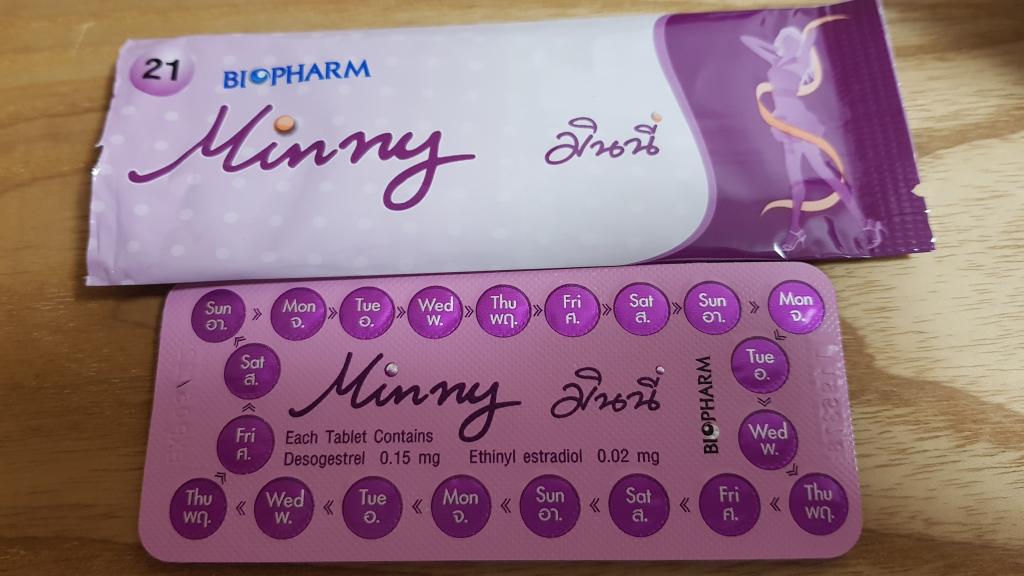 21
BIOPHARM
Minny มินนี่
Sun Mon Tue Wed Thu Fri Sat Sun Mon
อา. จ. อ. พ. พฤ. ศ. ส. อา. จ.
Sat
ส.
Tue
อ.
Minny มินนี่
BIOPHARM
Fri
ศ.
Wed
พ.
Each Tablet Contains
Desogestrel 0.15 mg Ethinyl estradiol 0.02 mg
Thu Wed Tue Mon Sun Sat Fri Thu
พฤ. พ. อ. จ. อา. ส. ศ. พฤ.